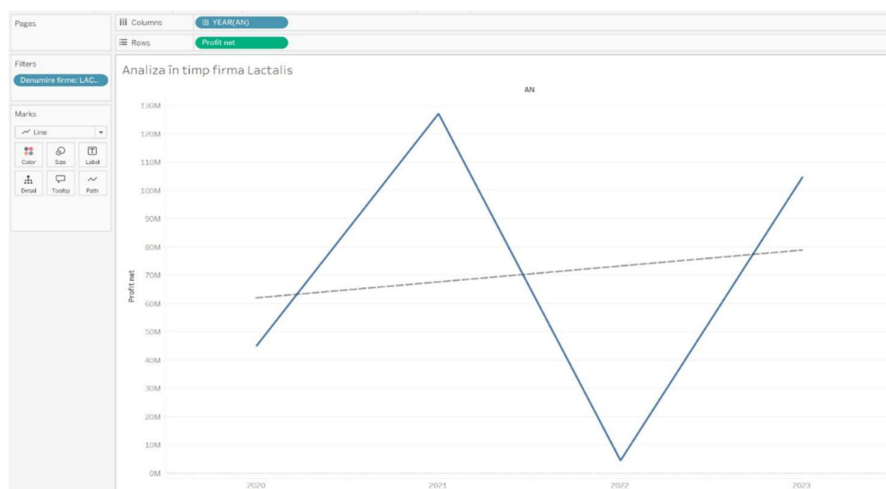 Pages
Columns
YEAR(AN)
Rows
Profit net
Filters
Denumire firme: LAC..
Marks
Line
Color Size Label
Detail Tooltip Path
Analiza în timp firma Lactalis
AN
130M
120M
110M
100M
90M
80M
70M
60M
50M
40M
30M
20M
10M
0M
Profit net
2020 2021 2022 2023